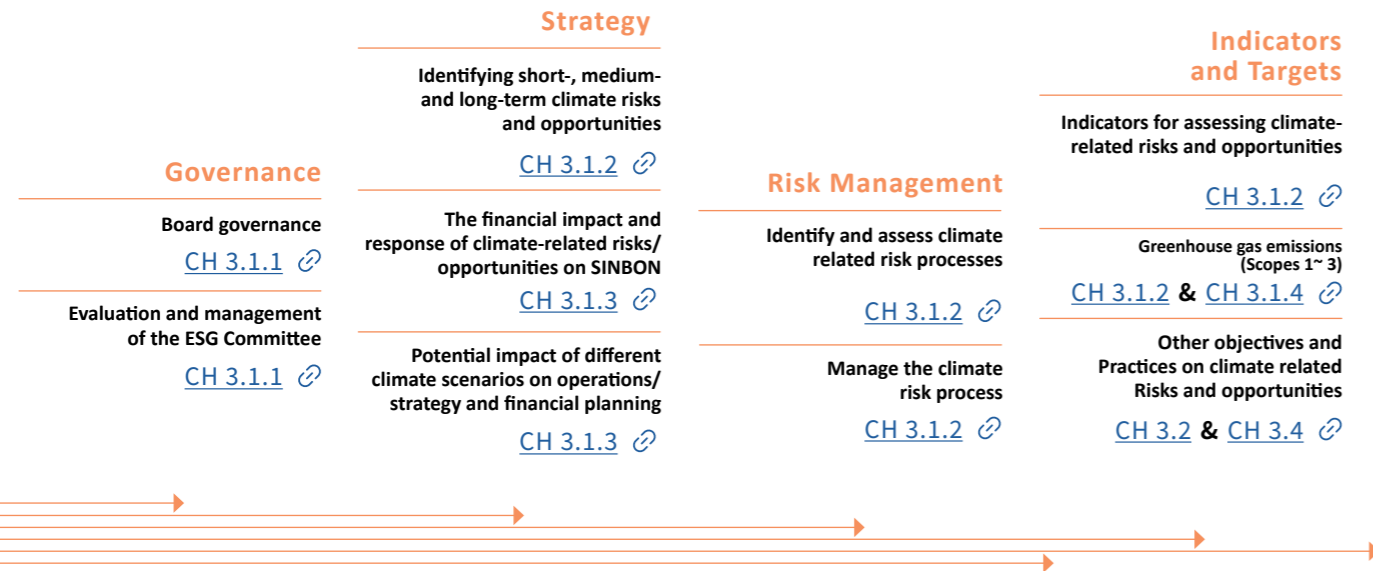 Governance
Board governance
CH 3.1.1
Evaluation and management
of the ESG Committee
CH 3.1.1
Strategy
Identifying short-, medium-
and long-term climate risks
and opportunities
CH 3.1.2
The financial impact and
response of climate-related risks/
opportunities on SINBON
CH 3.1.3
Potential impact of different
climate scenarios on operations/
strategy and financial planning
CH 3.1.3
Risk Management
Identify and assess climate
related risk processes
CH 3.1.2
Manage the climate
risk process
CH 3.1.2
Indicators
and Targets
Indicators for assessing climate-
related risks and opportunities
CH 3.1.2
Greenhouse gas emissions
(Scopes 1~ 3)
CH 3.1.2 & CH 3.1.4
Other objectives and
Practices on climate related
Risks and opportunities
CH 3.2 & CH 3.4